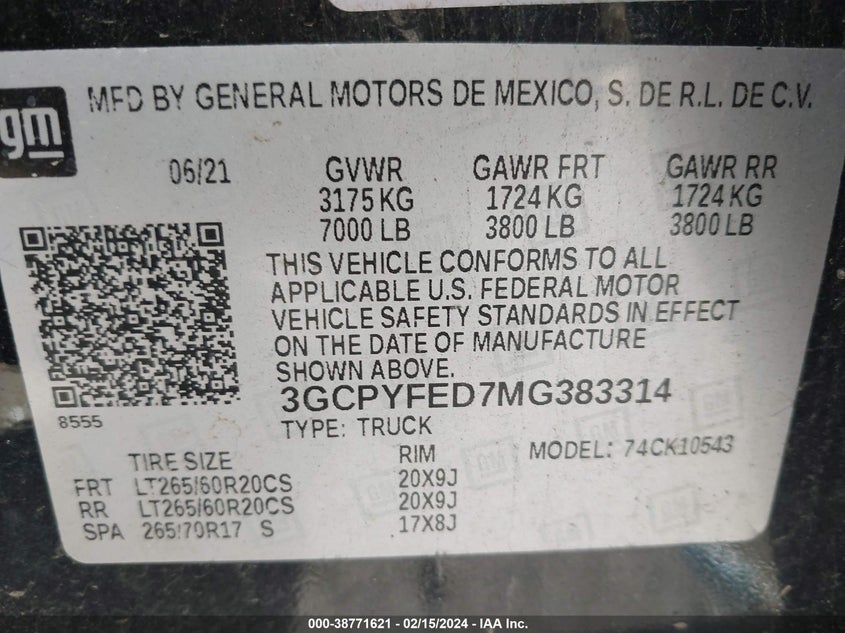 gm
MFD BY GENERAL MOTORS DE MEXICO, S. DE R.L. DE C.V.
06/21 GVWR GAWR FRT GAWR RR
3175 KG 1724 KG 1724 KG
7000 LB 3800 LB 3800 LB
THIS VEHICLE CONFORMS TO ALL
APPLICABLE U.S. FEDERAL MOTOR
VEHICLE SAFETY STANDARDS IN EFFECT
ON THE DATE OF MANUFACTURE
SHOWN ABOVE.
3GCPYFED7MG383314
8555
TYPE: TRUCK MODEL: 74CK10543
TIRE SIZE RIM
FRT LT265/60R20CS 20X9J
RR LT265/60R20CS 20X9J
SPA 265/70R17 S 17X8J
000-38771621 - 02/15/2024 - IAA Inc.